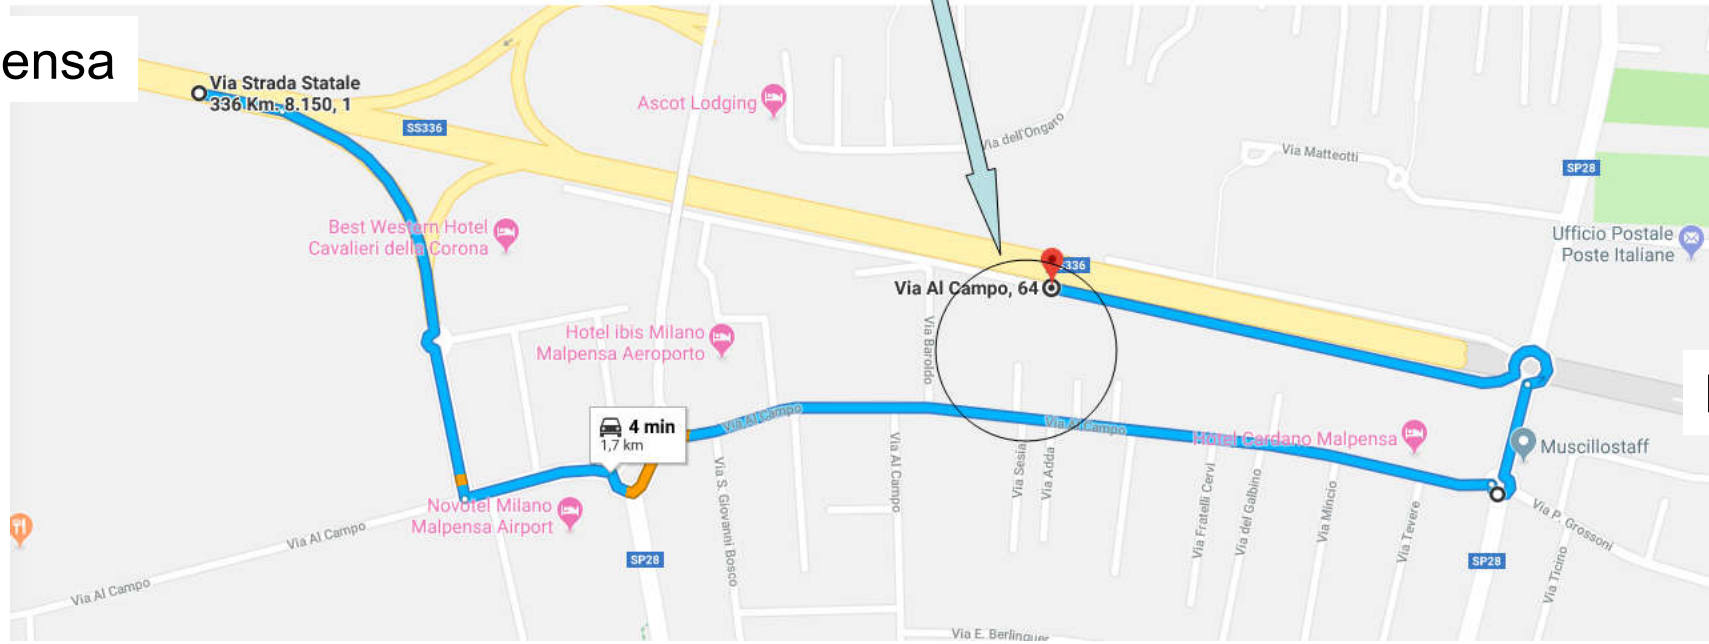 ensa
Via Strada Statale
336 Km. 8.150, 1
SS336
Ascot Lodging
Via dell'Ongaro
Via Matteotti
SP28
Best Western Hotel
Cavalieri della Corona
Ufficio Postale
Poste Italiane
336
Via Al Campo, 64
Hotel ibis Milano
Malpensa Aeroporto
Via Baroldo
4 min
1,7 km
Via Al Campo
Via Al Campo
Hotel Cardano Malpensa
Muscillostaff
Novotel Milano
Malpensa Airport
Via S. Giovanni Bosco
Via Al Campo
Via Sesia
Via Adda
Via Fratelli Cervi
Via del Galbino
Via Mincio
Via Tevere
Via P. Grossoni
Via Ticino
Via Al Campo
Via Al Campo
SP28
SP28
Via E. Berlinguer